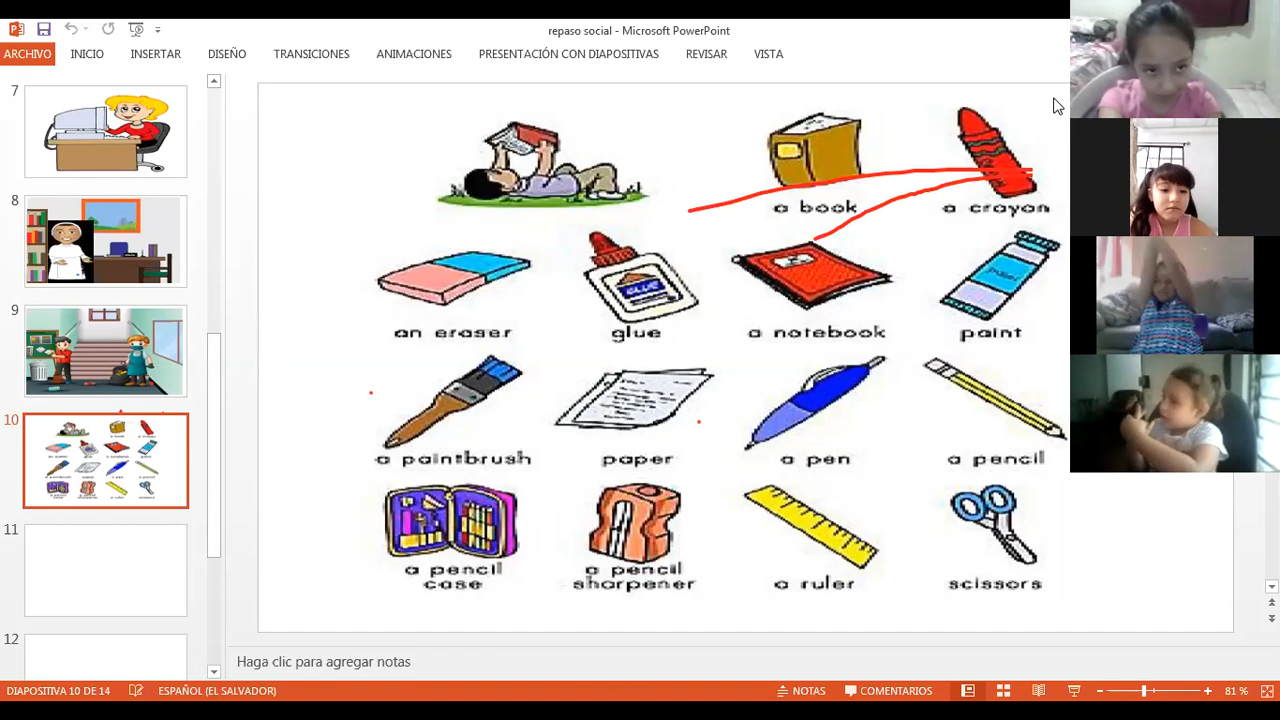 repaso social - Microsoft PowerPoint
ARCHIVO INICIO INSERTAR DISEÑO TRANSICIONES ANIMACIONES PRESENTACIÓN CON DIAPOSITIVAS REVISAR VISTA
7
8
9
10
11
12
a book a crayon
an eraser glue a notebook paint
GLUE
a paintbrush paper a pen a pencil
a pencil case a pencil sharpener a ruler scissors
Haga clic para agregar notas
DIAPOSITIVA 10 DE 14 ESPAÑOL (EL SALVADOR) NOTAS COMENTARIOS 81 %